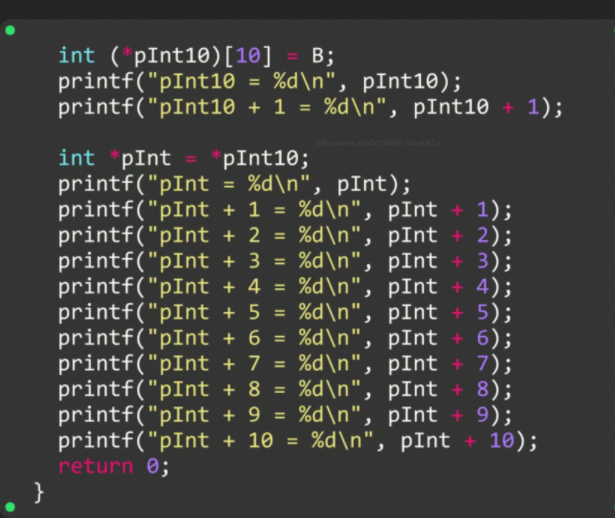 int (*pInt10)[10] = B;
printf("pInt10 = %d\n", pInt10);
printf("pInt10 + 1 = %d\n", pInt10 + 1);
int *pInt = *pInt10;
printf("pInt = %d\n", pInt);
printf("pInt + 1 = %d\n", pInt + 1);
printf("pInt + 2 = %d\n", pInt + 2);
printf("pInt + 3 = %d\n", pInt + 3);
printf("pInt + 4 = %d\n", pInt + 4);
printf("pInt + 5 = %d\n", pInt + 5);
printf("pInt + 6 = %d\n", pInt + 6);
printf("pInt + 7 = %d\n", pInt + 7);
printf("pInt + 8 = %d\n", pInt + 8);
printf("pInt + 9 = %d\n", pInt + 9);
printf("pInt + 10 = %d\n", pInt + 10);
return 0;
}